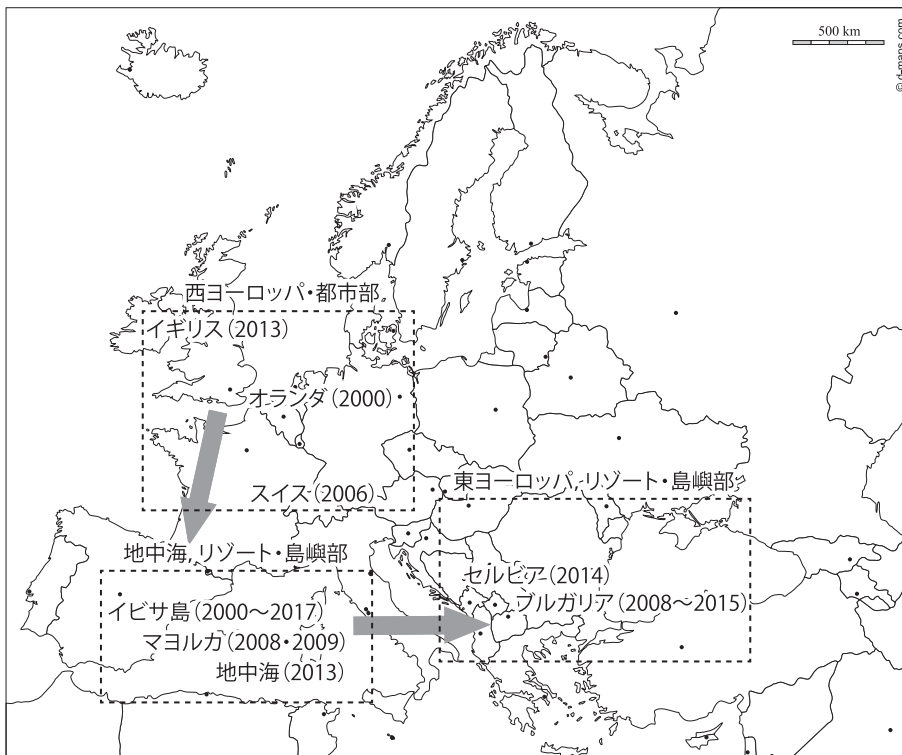 500 km
© d-maps.com
西ヨーロッパ・都市部
イギリス（2013）
オランダ（2000）
スイス（2006）
東ヨーロッパ, リゾート・島嶼部
地中海, リゾート・島嶼部
セルビア（2014）
ブルガリア（2008～2015）
イビサ島（2000～2017）
マヨルカ（2008・2009）
地中海（2013）